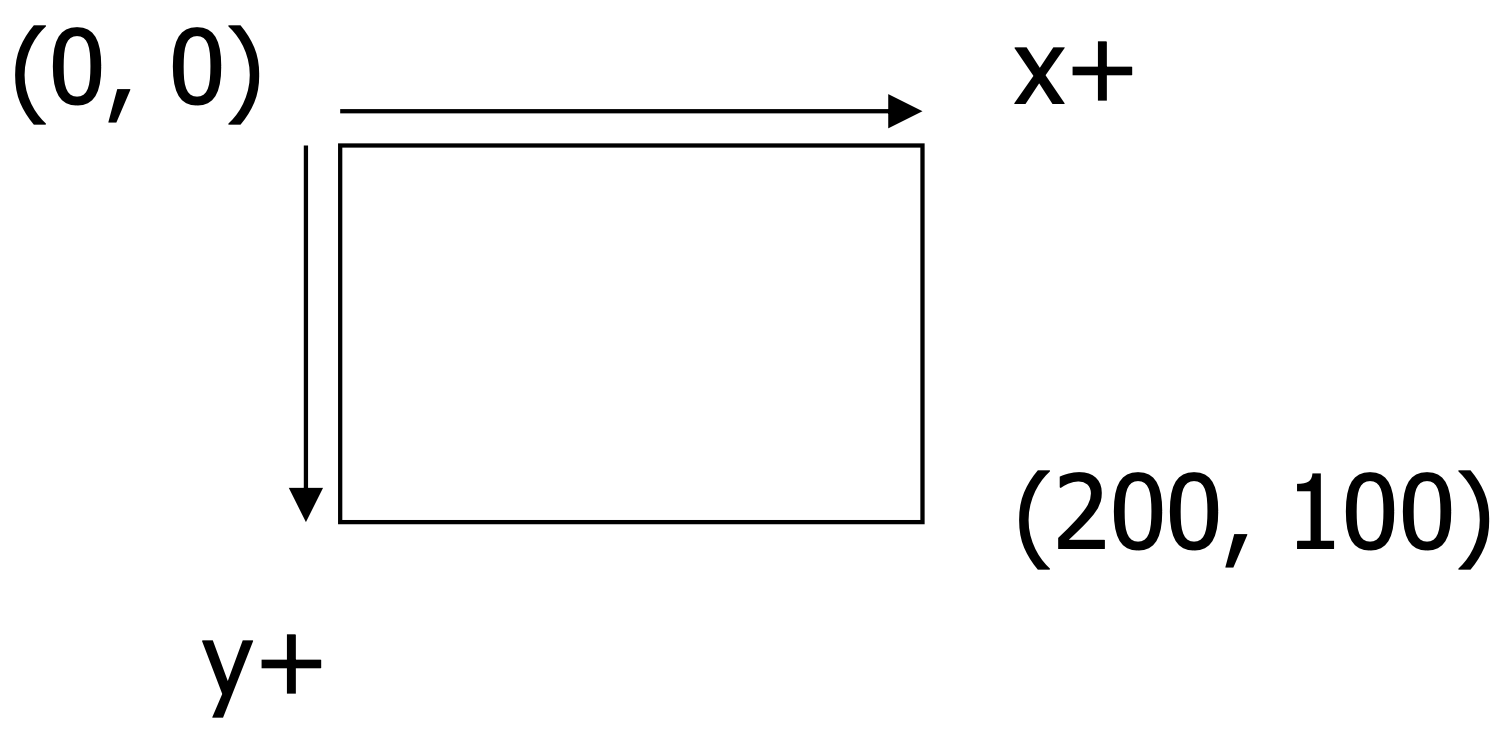 (0, 0)
x+
(200, 100)
y+